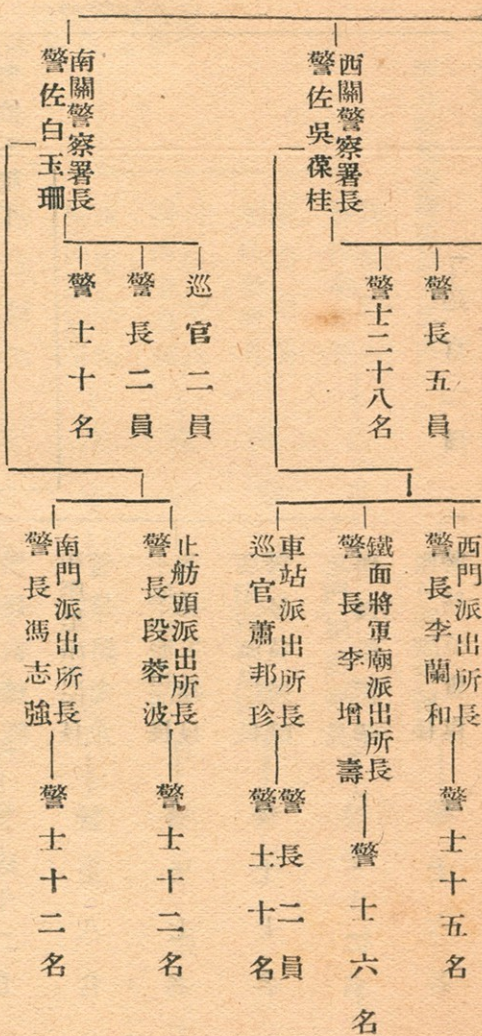 西關警察署長
警佐吳葆桂
警長五員
警士二十八名
西門派出所長
警長李蘭和
警士十五名
鐵面將軍廟派出所長
警長李增壽
警士六名
車站派出所長
巡官蕭邦珍
警長二員
警士十名
南關警察署長
警佐白玉珊
巡官二員
警長二員
警士十名
止舫頭派出所長
警長段蓉波
警士十二名
南門派出所長
警長馮志強
警士十二名